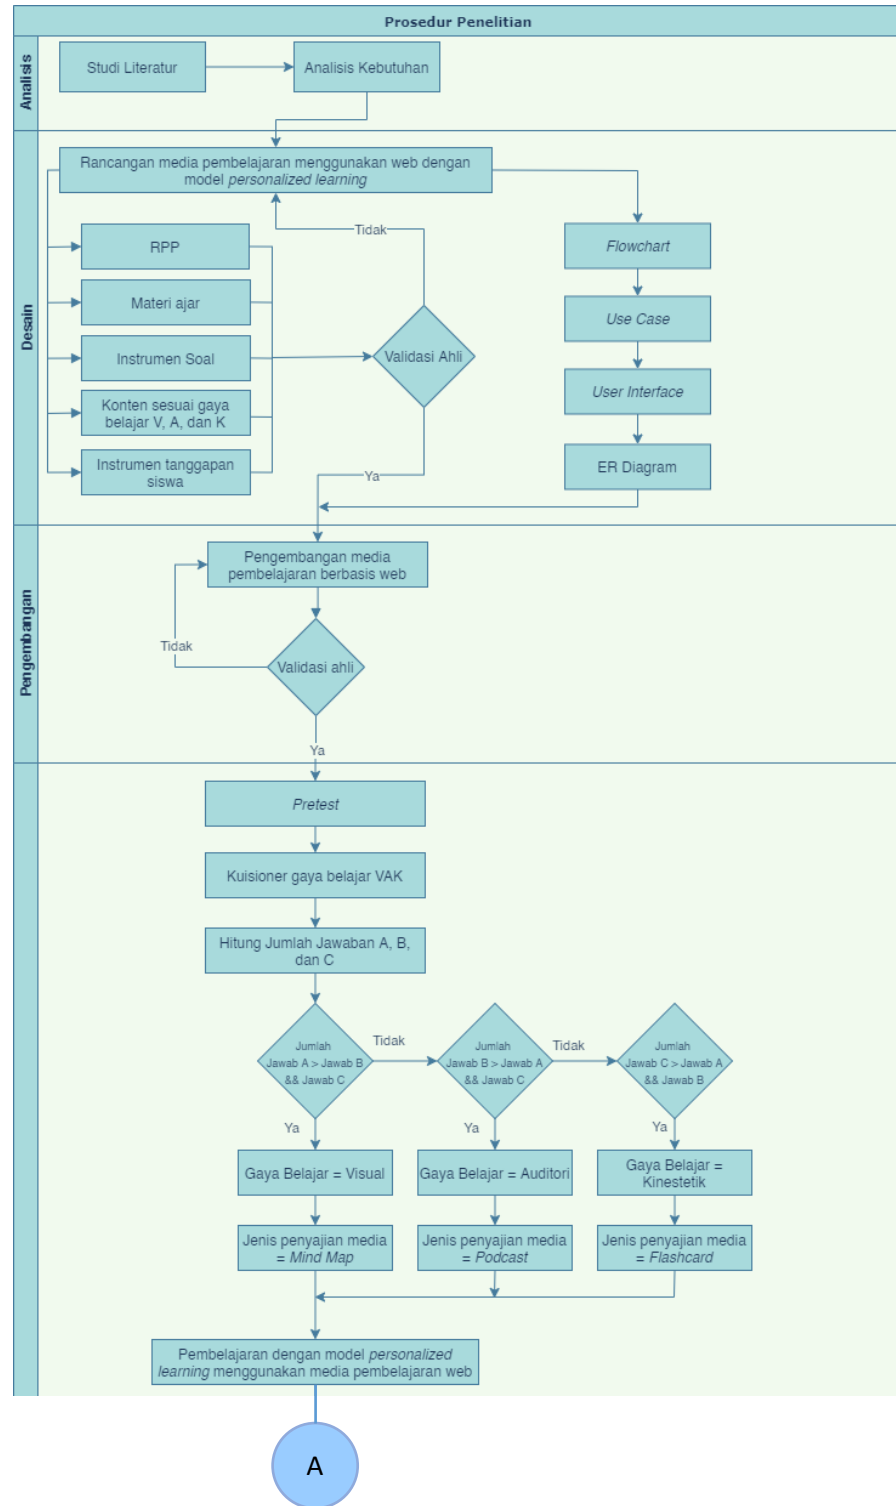 Prosedur Penelitian
Analisis
Studi Literatur
Analisis Kebutuhan
Desain
Rancangan media pembelajaran menggunakan web dengan
model personalized learning
Tidak
RPP
Flowchart
Materi ajar
Use Case
Instrumen Soal
Validasi Ahli
Konten sesuai gaya
belajar V, A, dan K
User Interface
Instrumen tanggapan
siswa
Ya
ER Diagram
Pengembangan
Pengembangan media
pembelajaran berbasis web
Tidak
Validasi ahli
Ya
Pretest
Kuisioner gaya belajar VAK
Hitung Jumlah Jawaban A, B,
dan C
Jumlah
Jawab A > Jawab B
&& Jawab C
Tidak
Jumlah
Jawab B > Jawab A
&& Jawab C
Tidak
Jumlah
Jawab C > Jawab A
&& Jawab B
Ya
Ya
Ya
Gaya Belajar = Visual
Gaya Belajar = Auditori
Gaya Belajar =
Kinestetik
Jenis penyajian media
= Mind Map
Jenis penyajian media
= Podcast
Jenis penyajian media
= Flashcard
Pembelajaran dengan model personalized
learning menggunakan media pembelajaran web
A